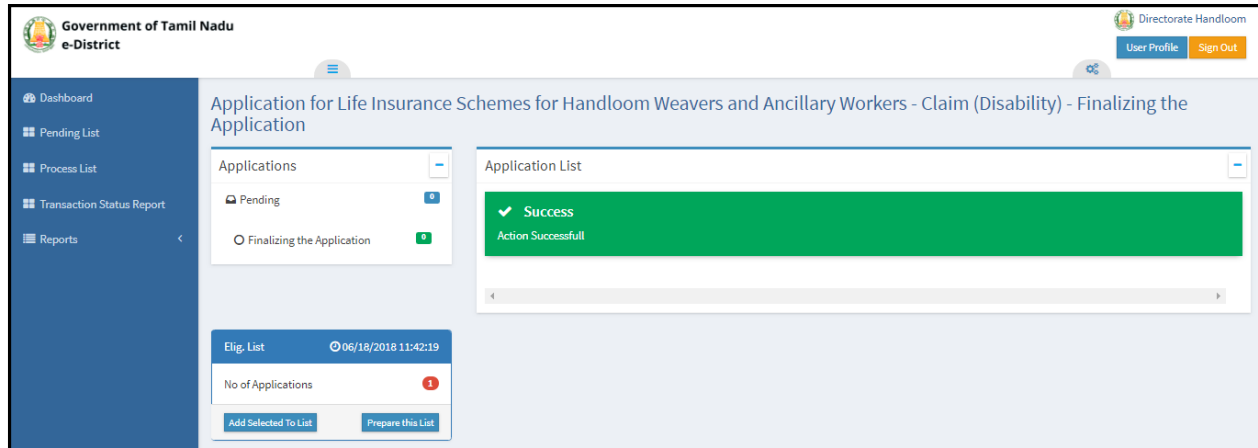 Government of Tamil Nadu
e-District
Directorate Handloom
User Profile
Sign Out
Dashboard
Pending List
Process List
Transaction Status Report
Reports
Application for Life Insurance Schemes for Handloom Weavers and Ancillary Workers - Claim (Disability) - Finalizing the
Application
Applications
Pending 0
Finalizing the Application 0
Application List
Success
Action Successfull
Elig. List 06/18/2018 11:42:19
No of Applications 1
Add Selected To List
Prepare this List